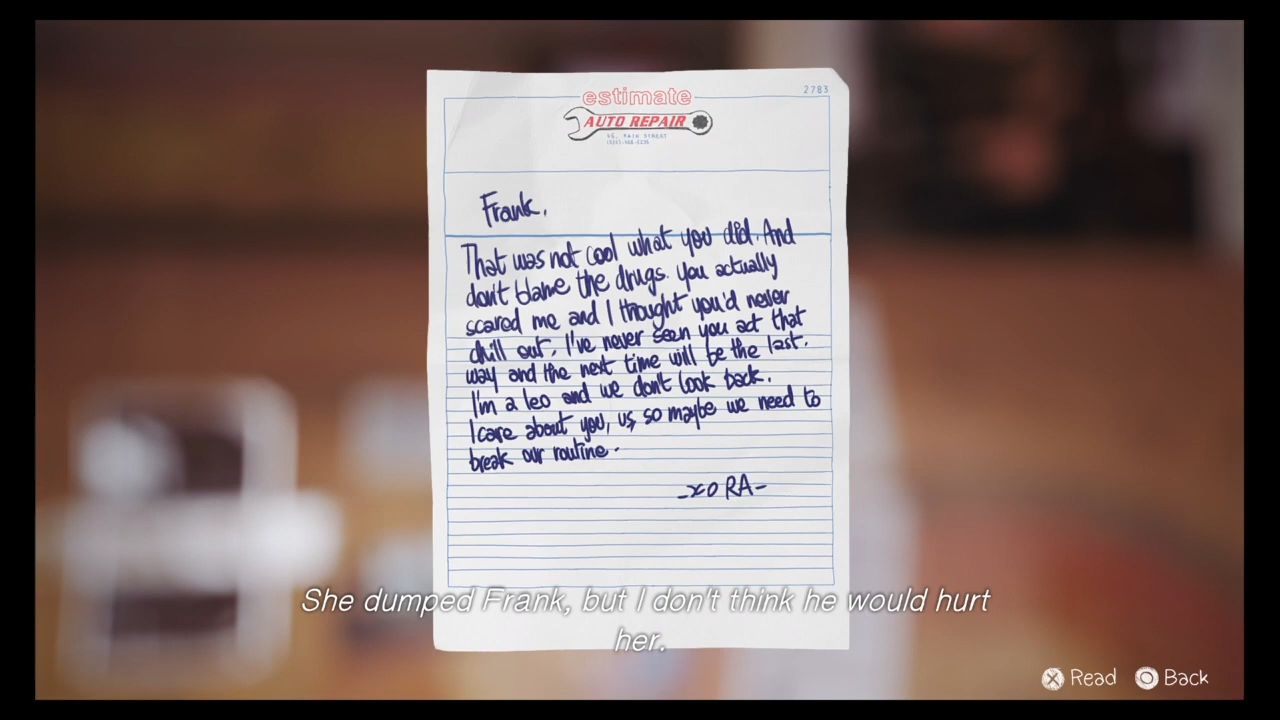 2783
estimate
AUTO REPAIR
Frank,
That was not cool what you did. And
don't blame the drugs. You actually
scared me and I thought you'd never
chill out. I've never seen you act that
way and the next time will be the last.
I'm a leo and we don't look back.
I care about you, us, so maybe we need to
break our routine.
-xo RA-
She dumped Frank, but I don't think he would hurt
her.
Read
Back